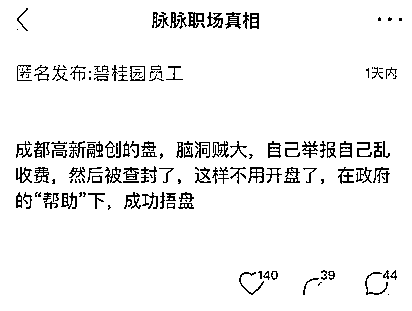 脉脉职场真相
匿名发布:碧桂园员工 1天内
成都高新融创的盘，脑洞贼大，自己举报自己乱
收费，然后被查封了，这样不用开盘了，在政府
的“帮助”下，成功捂盘
140 39 44